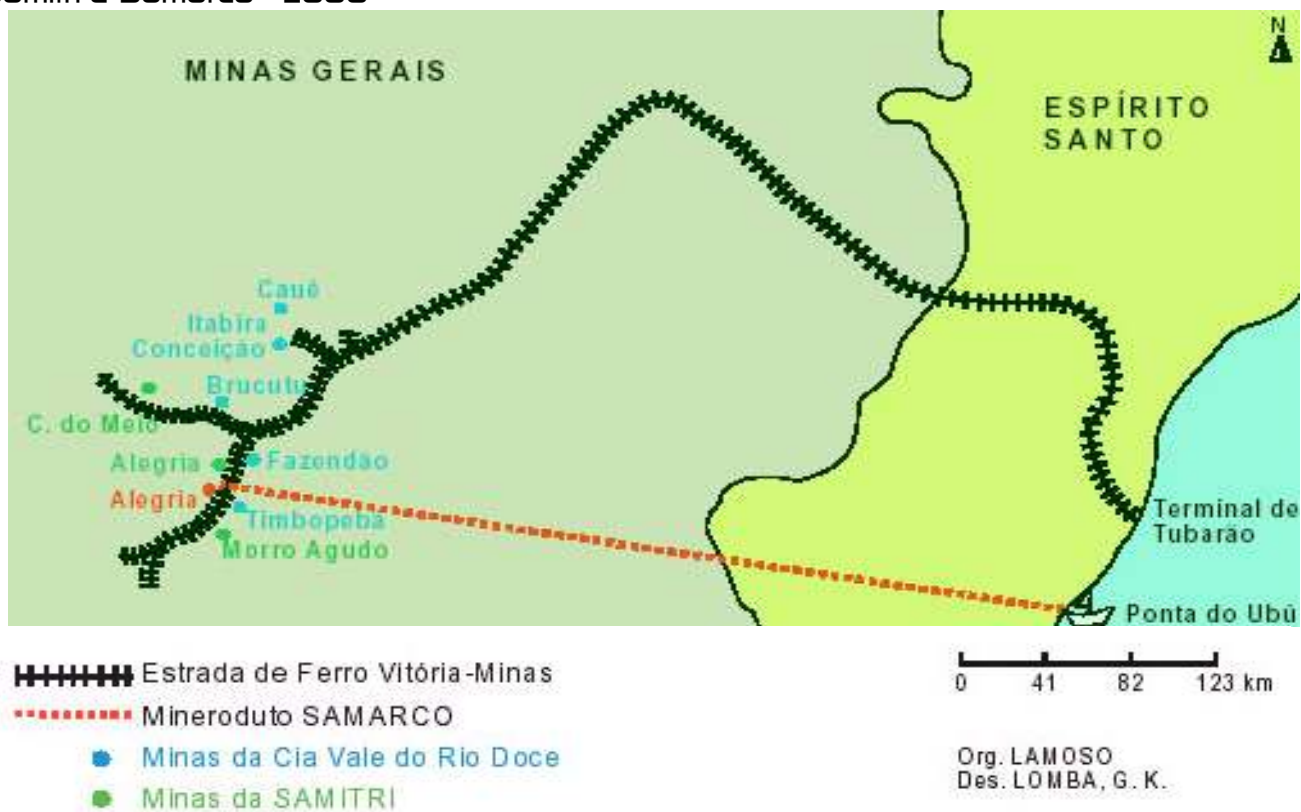 N
MINAS GERAIS
ESPÍRITO
SANTO
Cauê
Itabira
Conceição
Brucutu
C. do Meio
Alegria
Fazendão
Alegria
Timbopeba
Morro Agudo
Terminal de
Tubarão
Ponta do Ubû
Estrada de Ferro Vitória-Minas
Mineroduto SAMARCO
Minas da Cia Vale do Rio Doce
Minas da SAMITRI
0 41 82 123 km
Org. LAMOSO
Des. LOMBA, G. K.